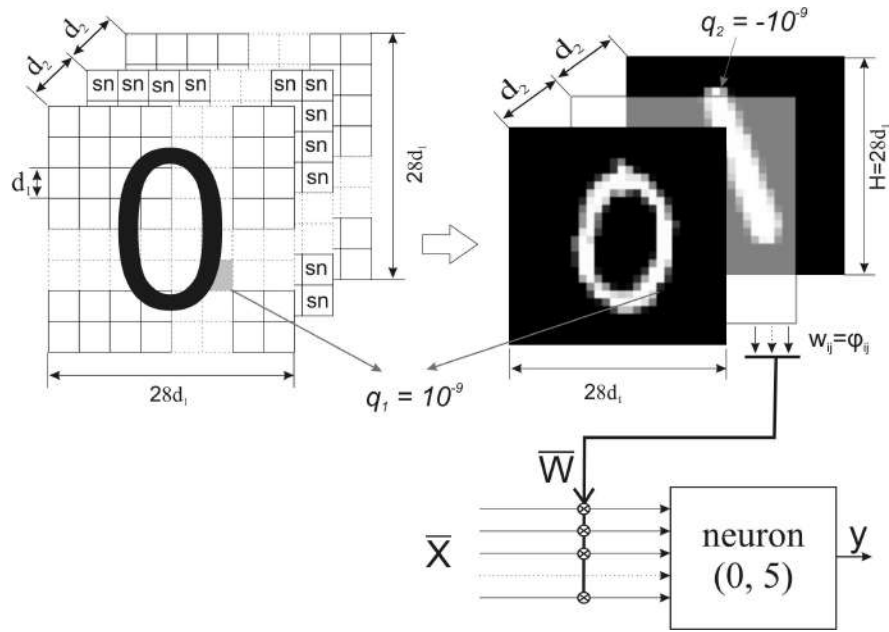 d₂
d₂
sn sn sn sn sn sn
sn
sn
sn
d₁
28d₁
0
sn
sn
28d₁
q₁ = 10⁻⁹
q₂ = -10⁻⁹
d₂
d₂
H=28d₁
0
28d₁
wᵢⱼ=φᵢⱼ
W̅
X̅
neuron
(0, 5)
y